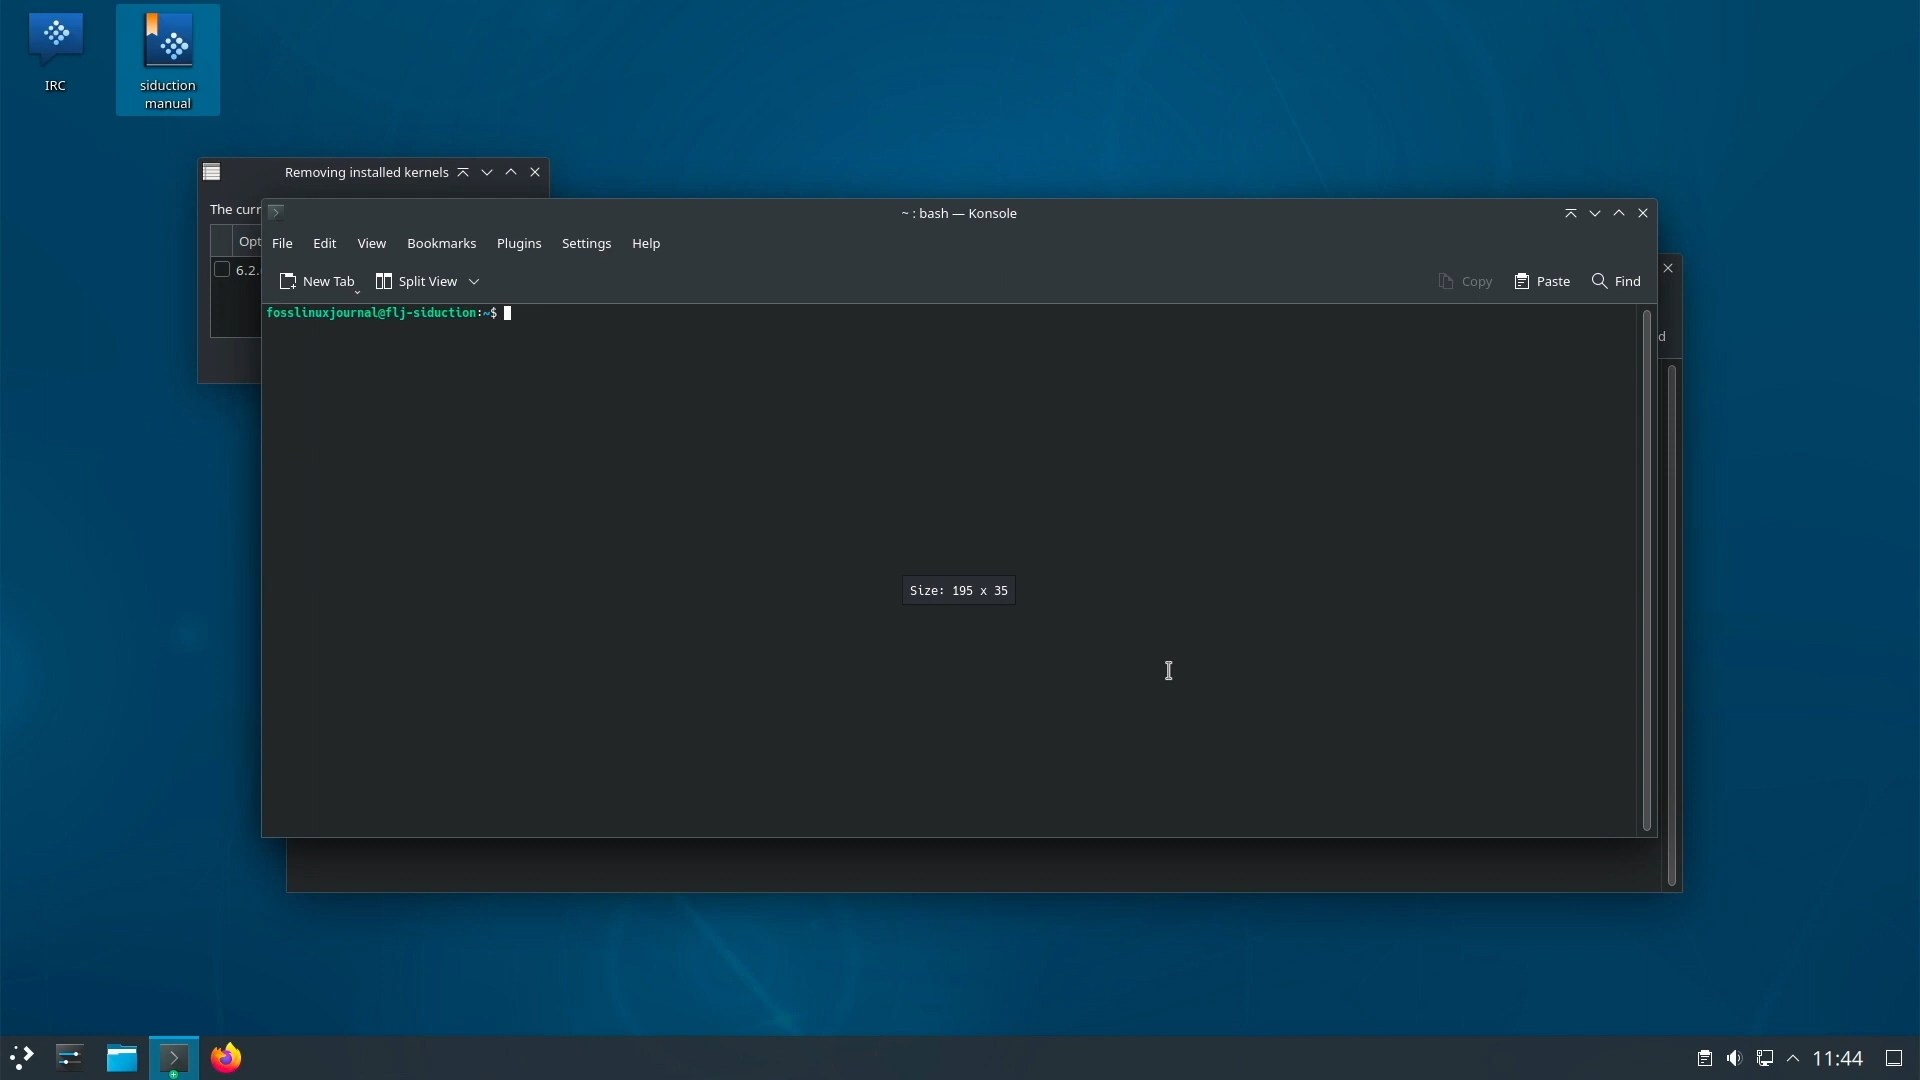 IRC
siduction
manual
Removing installed kernels
The curr
Opt
6.2.
~ : bash — Konsole
File Edit View Bookmarks Plugins Settings Help
New Tab Split View Copy Paste Find
fosslinuxjournal@flj-siduction:~$
d
Size: 195 x 35
11:44